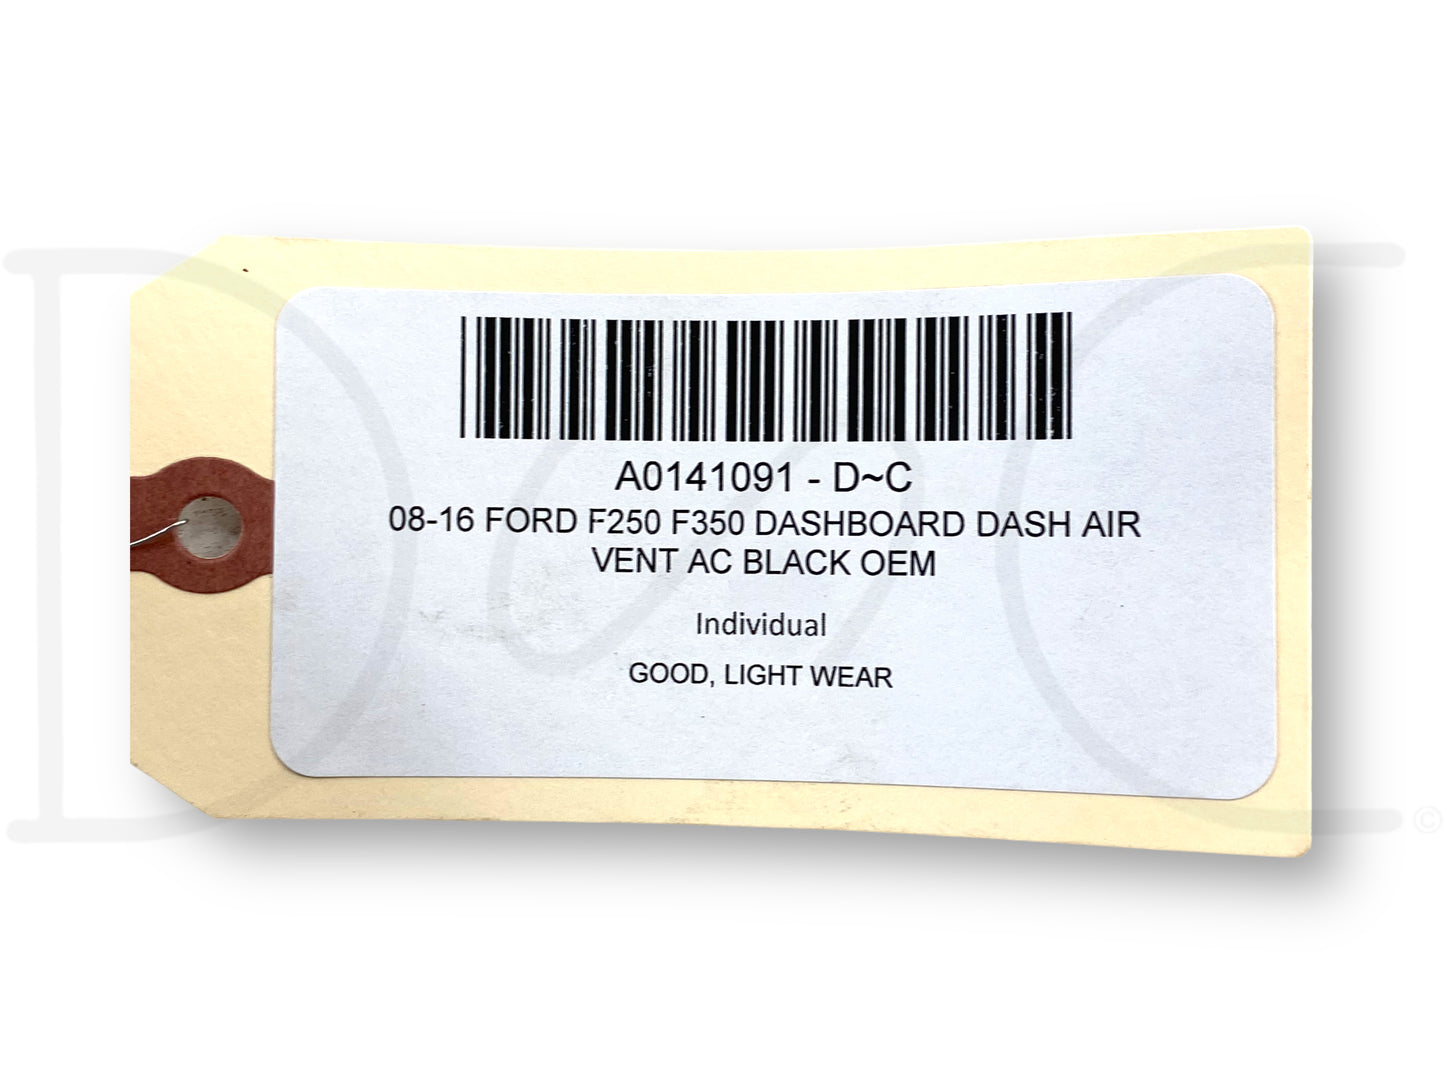 A0141091 - D~C
08-16 FORD F250 F350 DASHBOARD DASH AIR
VENT AC BLACK OEM
Individual
GOOD, LIGHT WEAR
D~C
©